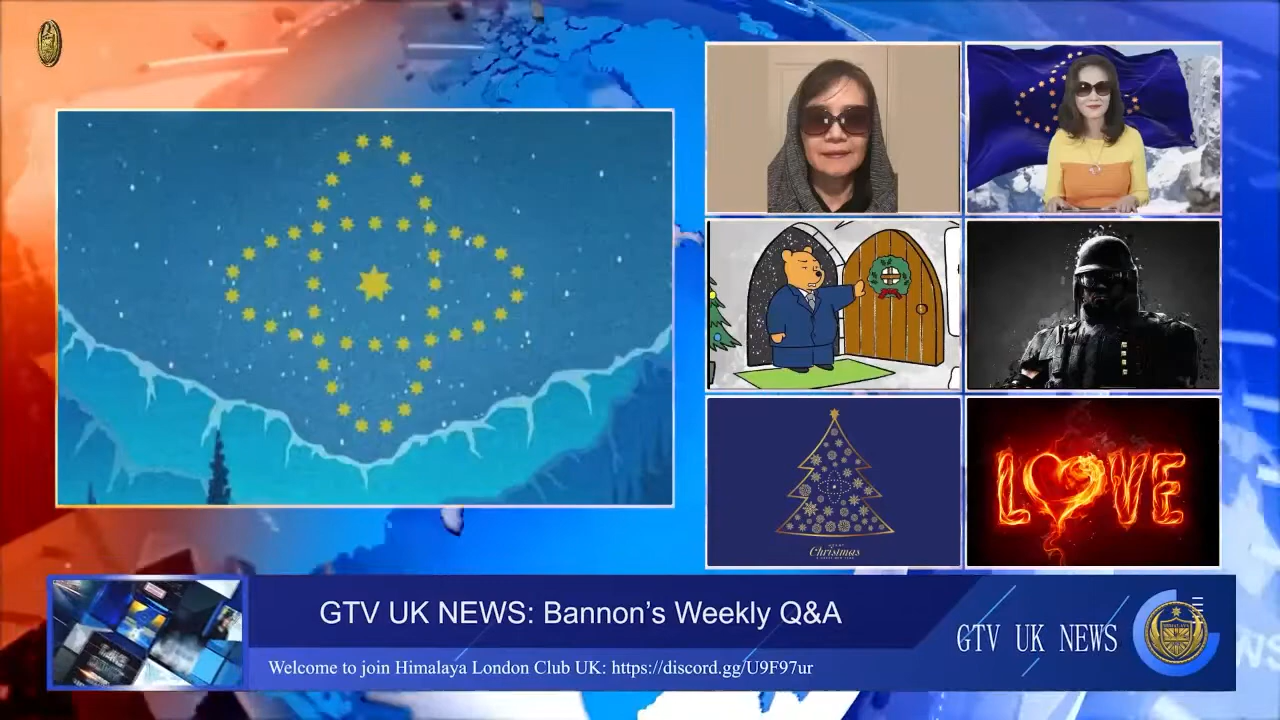 LOVE
Christmas
GTV UK NEWS: Bannon's Weekly Q&A
Welcome to join Himalaya London Club UK: https://discord.gg/U9F97ur
GTV UK NEWS